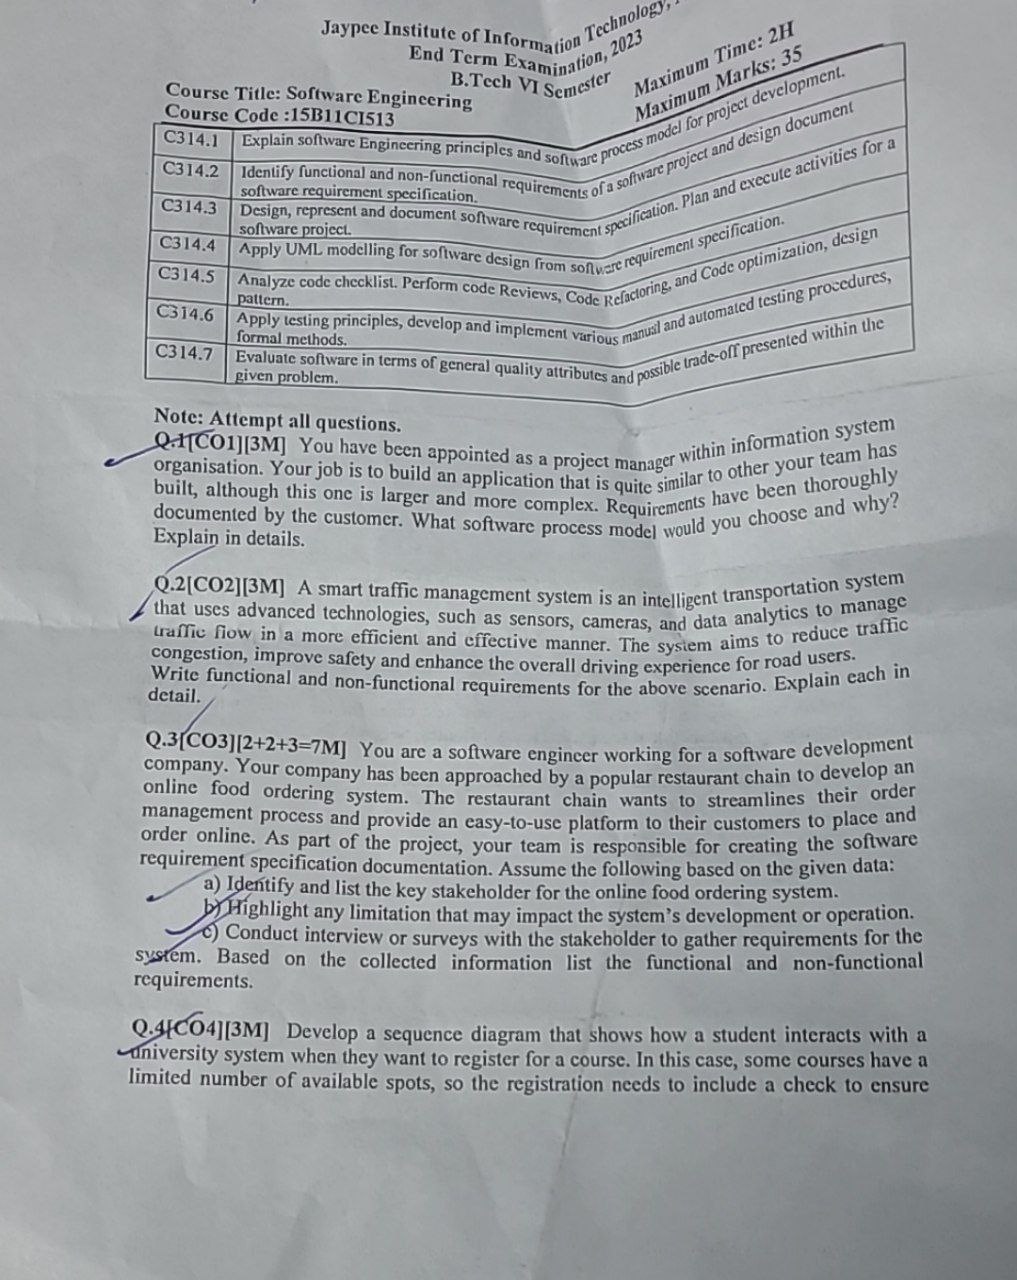 Jaypee Institute of Information Technology,
End Term Examination, 2023
B.Tech VI Semester
Maximum Time: 2H
Course Title: Software Engineering
Maximum Marks: 35
Course Code :15B11CI513
C314.1 Explain software Engineering principles and software process model for project development.
C314.2 Identify functional and non-functional requirements of a software project and design document
software requirement specification.
C314.3 Design, represent and document software requirement specification. Plan and execute activities for a
software project.
C314.4 Apply UML modelling for software design from software requirement specification.
C314.5 Analyze code checklist. Perform code Reviews, Code Refactoring, and Code optimization, design
pattern.
C314.6 Apply testing principles, develop and implement various manual and automated testing procedures,
formal methods.
C314.7 Evaluate software in terms of general quality attributes and possible trade-off presented within the
given problem.
Note: Attempt all questions.
Q.1[CO1][3M] You have been appointed as a project manager within information system
organisation. Your job is to build an application that is quite similar to other your team has
built, although this one is larger and more complex. Requirements have been thoroughly
documented by the customer. What software process model would you choose and why?
Explain in details.
Q.2[CO2][3M] A smart traffic management system is an intelligent transportation system
that uses advanced technologies, such as sensors, cameras, and data analytics to manage
traffic flow in a more efficient and effective manner. The system aims to reduce traffic
congestion, improve safety and enhance the overall driving experience for road users.
Write functional and non-functional requirements for the above scenario. Explain each in
detail.
Q.3[CO3][2+2+3=7M] You are a software engineer working for a software development
company. Your company has been approached by a popular restaurant chain to develop an
online food ordering system. The restaurant chain wants to streamlines their order
management process and provide an easy-to-use platform to their customers to place and
order online. As part of the project, your team is responsible for creating the software
requirement specification documentation. Assume the following based on the given data:
a) Identify and list the key stakeholder for the online food ordering system.
b) Highlight any limitation that may impact the system's development or operation.
c) Conduct interview or surveys with the stakeholder to gather requirements for the
system. Based on the collected information list the functional and non-functional
requirements.
Q.4[CO4][3M] Develop a sequence diagram that shows how a student interacts with a
university system when they want to register for a course. In this case, some courses have a
limited number of available spots, so the registration needs to include a check to ensure